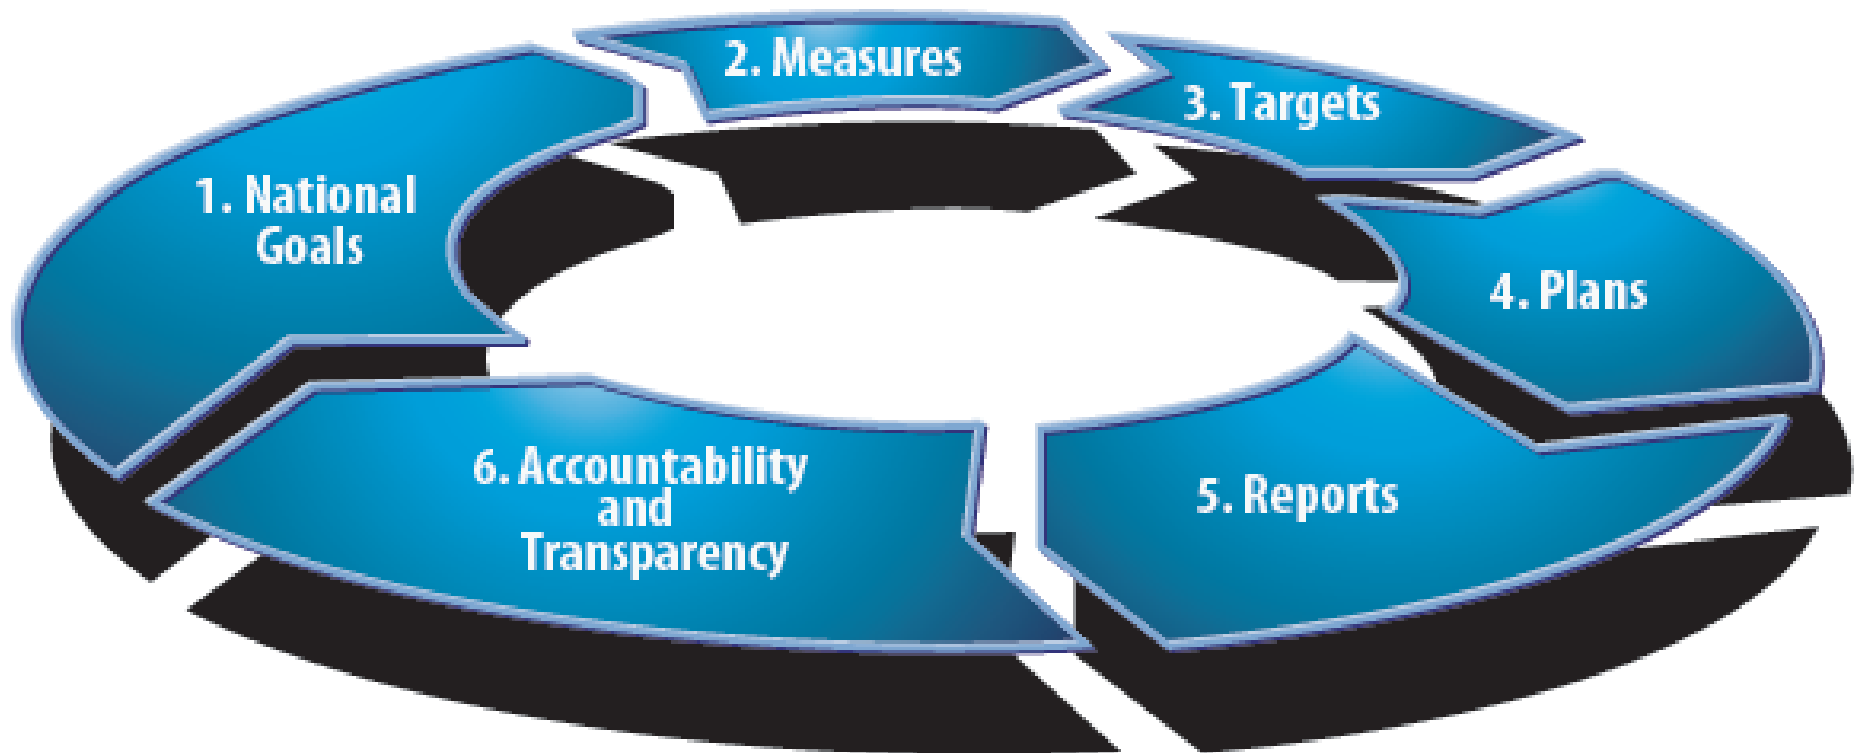 1. National
Goals
2. Measures
3. Targets
4. Plans
5. Reports
6. Accountability
and
Transparency